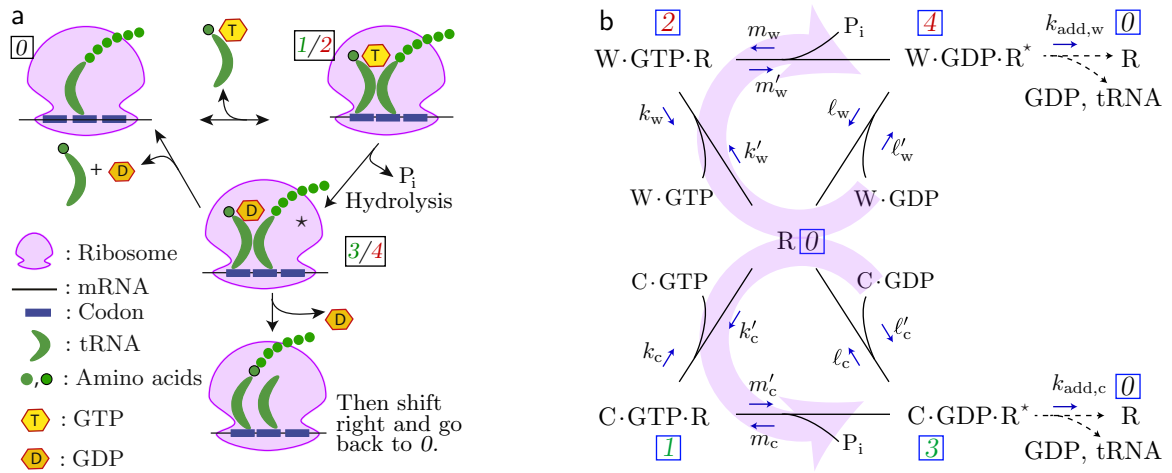 a
0
T
1/2
T
+ D
P_i
Hydrolysis
D
⋆
3/4
: Ribosome
: mRNA
: Codon
: tRNA
, : Amino acids
T : GTP
D : GDP
D
Then shift
right and go
back to 0.
b
2
m_w
P_i
4
k_add,w
0
W·GTP·R
m′_w
W·GDP·R⋆
R
GDP, tRNA
k_w
k′_w
ℓ_w
ℓ′_w
W·GTP
W·GDP
R 0
C·GTP
C·GDP
k_c
k′_c
ℓ_c
ℓ′_c
m′_c
k_add,c
0
C·GTP·R
C·GDP·R⋆
R
1
m_c
P_i
3
GDP, tRNA